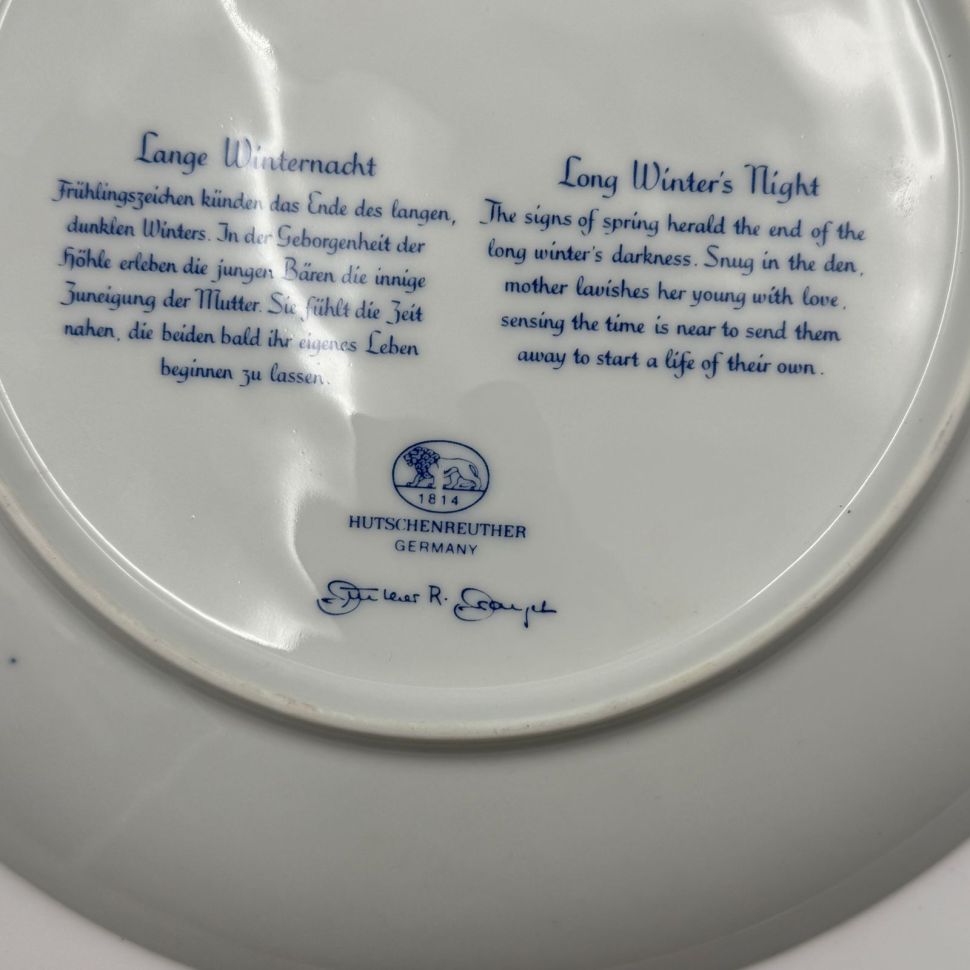 Lange Winternacht
Frühlingszeichen künden das Ende des langen,
dunklen Winters. In der Geborgenheit der
Höhle erleben die jungen Bären die innige
Zuneigung der Mutter. Sie fühlt die Zeit
nahen, die beiden bald ihr eigenes Leben
beginnen zu lassen.
Long Winter's Night
The signs of spring herald the end of the
long winter's darkness. Snug in the den,
mother lavishes her young with love,
sensing the time is near to send them
away to start a life of their own.
1814
HUTSCHENREUTHER
GERMANY
R.